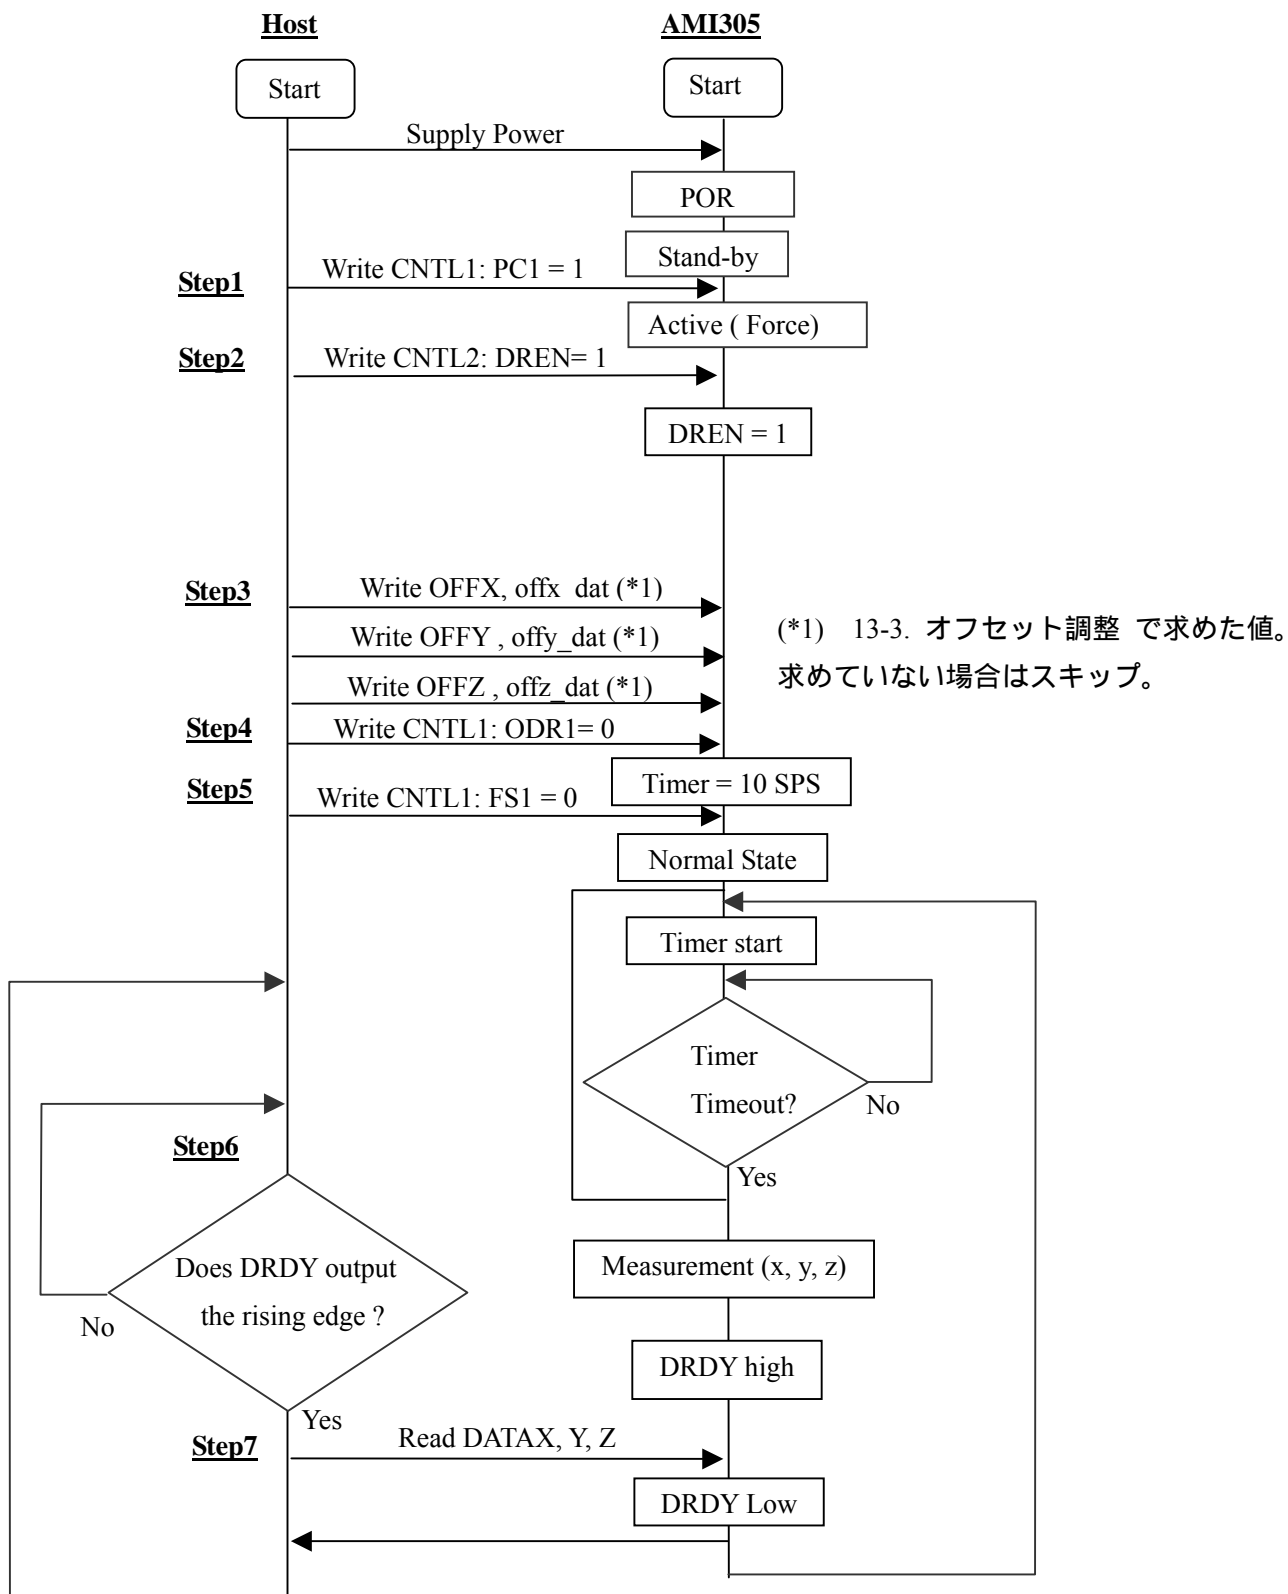 Host
AMI305
Start
Start
Supply Power
POR
Stand-by
Step1
Write CNTL1: PC1 = 1
Active ( Force)
Step2
Write CNTL2: DREN= 1
DREN = 1
Step3
Write OFFX, offx_dat (*1)
Write OFFY , offy_dat (*1)
Write OFFZ , offz_dat (*1)
(*1) 13-3. オフセット調整 で求めた値。
求めていない場合はスキップ。
Step4
Write CNTL1: ODR1= 0
Timer = 10 SPS
Step5
Write CNTL1: FS1 = 0
Normal State
Timer start
Timer
Timeout?
No
Yes
Step6
Does DRDY output
the rising edge ?
No
Yes
Measurement (x, y, z)
DRDY high
Step7
Read DATAX, Y, Z
DRDY Low